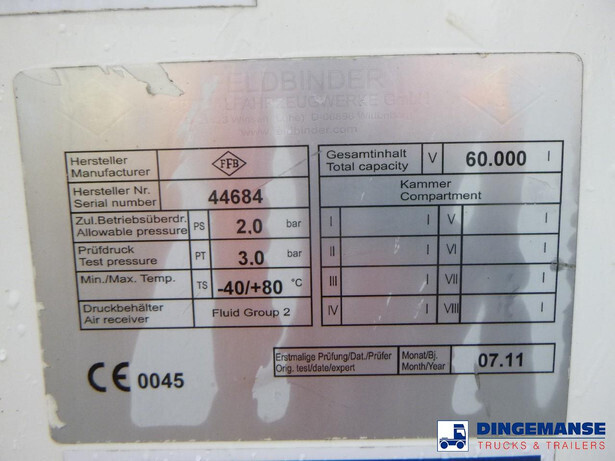 FELDBINDER
www.feldbinder.com
Hersteller
Manufacturer
FFB
Hersteller Nr.
Serial number
44684
Zul.Betriebsüberdr.
Allowable pressure
PS
2.0
bar
Prüfdruck
Test pressure
PT
3.0
bar
Min./Max. Temp.
TS
-40/+80
°C
Druckbehälter
Air receiver
Fluid Group 2
Gesamtinhalt
Total capacity
V
60.000
l
Kammer
Compartment
I
l
V
l
II
l
VI
l
III
l
VII
l
IV
l
VIII
l
CE 0045
Erstmalige Prüfung/Dat./Prüfer
Orig. test/date/expert
Monat/Bj.
Month/Year
07.11
DINGEMANSE
TRUCKS & TRAILERS